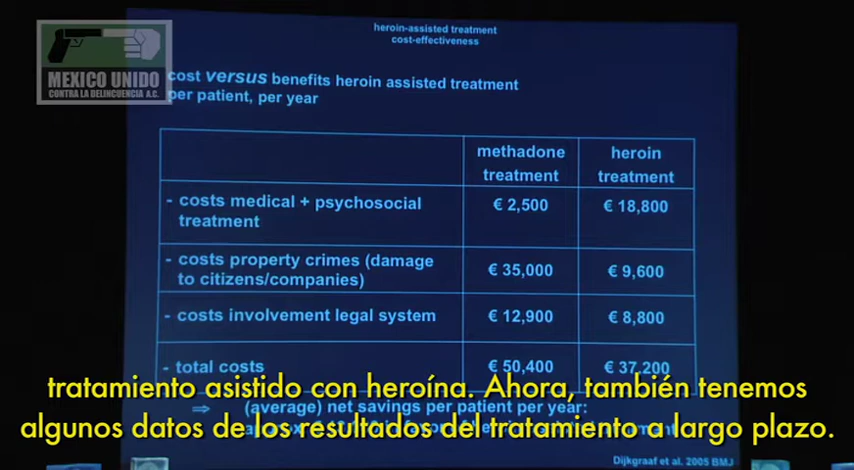 heroin-assisted treatment
cost-effectiveness
MEXICO UNIDO
CONTRA LA DELINCUENCIA A.C.
cost versus benefits heroin assisted treatment
per patient, per year
methadone treatment
heroin treatment
- costs medical + psychosocial treatment
€ 2,500
€ 18,800
- costs property crimes (damage to citizens/companies)
€ 35,000
€ 9,600
- costs involvement legal system
€ 12,900
€ 8,800
- total costs
€ 50,400
€ 37,200
⇒ (average) net savings per patient per year:
tratamiento asistido con heroína. Ahora, también tenemos
algunos datos de los resultados del tratamiento a largo plazo.
Dijkgraaf et al. 2005 BMJ